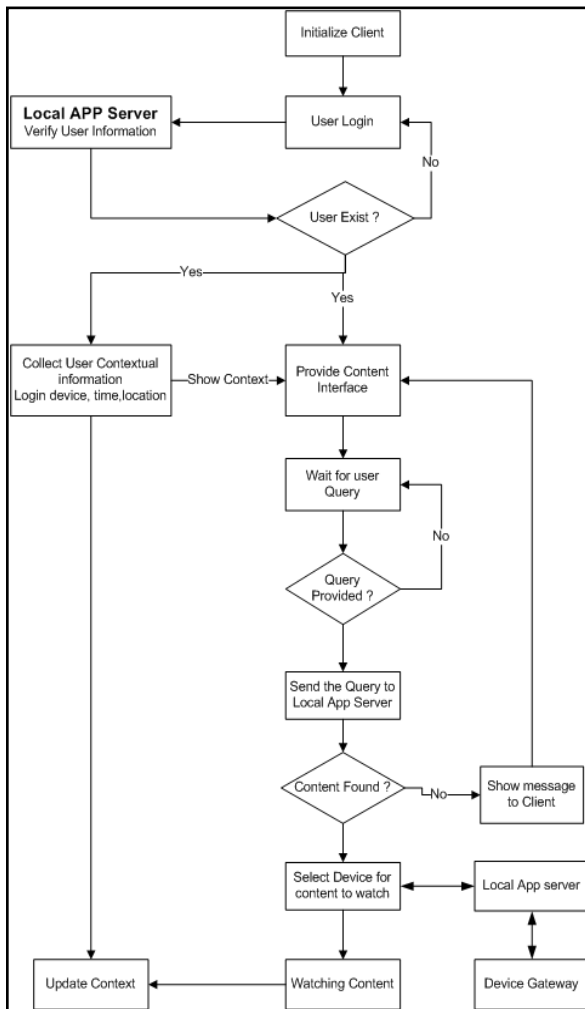 Initialize Client
Local APP Server
Verify User Information
User Login
No
User Exist ?
Yes
Yes
Collect User Contextual
information
Login device, time,location
Show Context
Provide Content
Interface
Wait for user
Query
No
Query
Provided ?
Send the Query to
Local App Server
Content Found ?
No
Show message
to Client
Select Device for
content to watch
Local App server
Update Context
Watching Content
Device Gateway